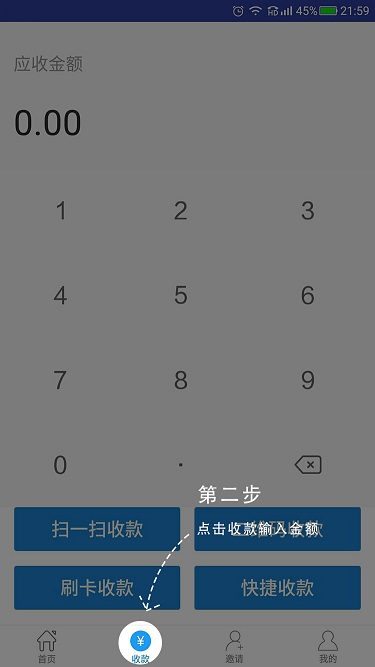 45% 21:59
应收金额
0.00
1 2 3
4 5 6
7 8 9
0 .
第二步
点击收款输入金额
扫一扫收款
刷卡收款 快捷收款
首页 收款 邀请 我的